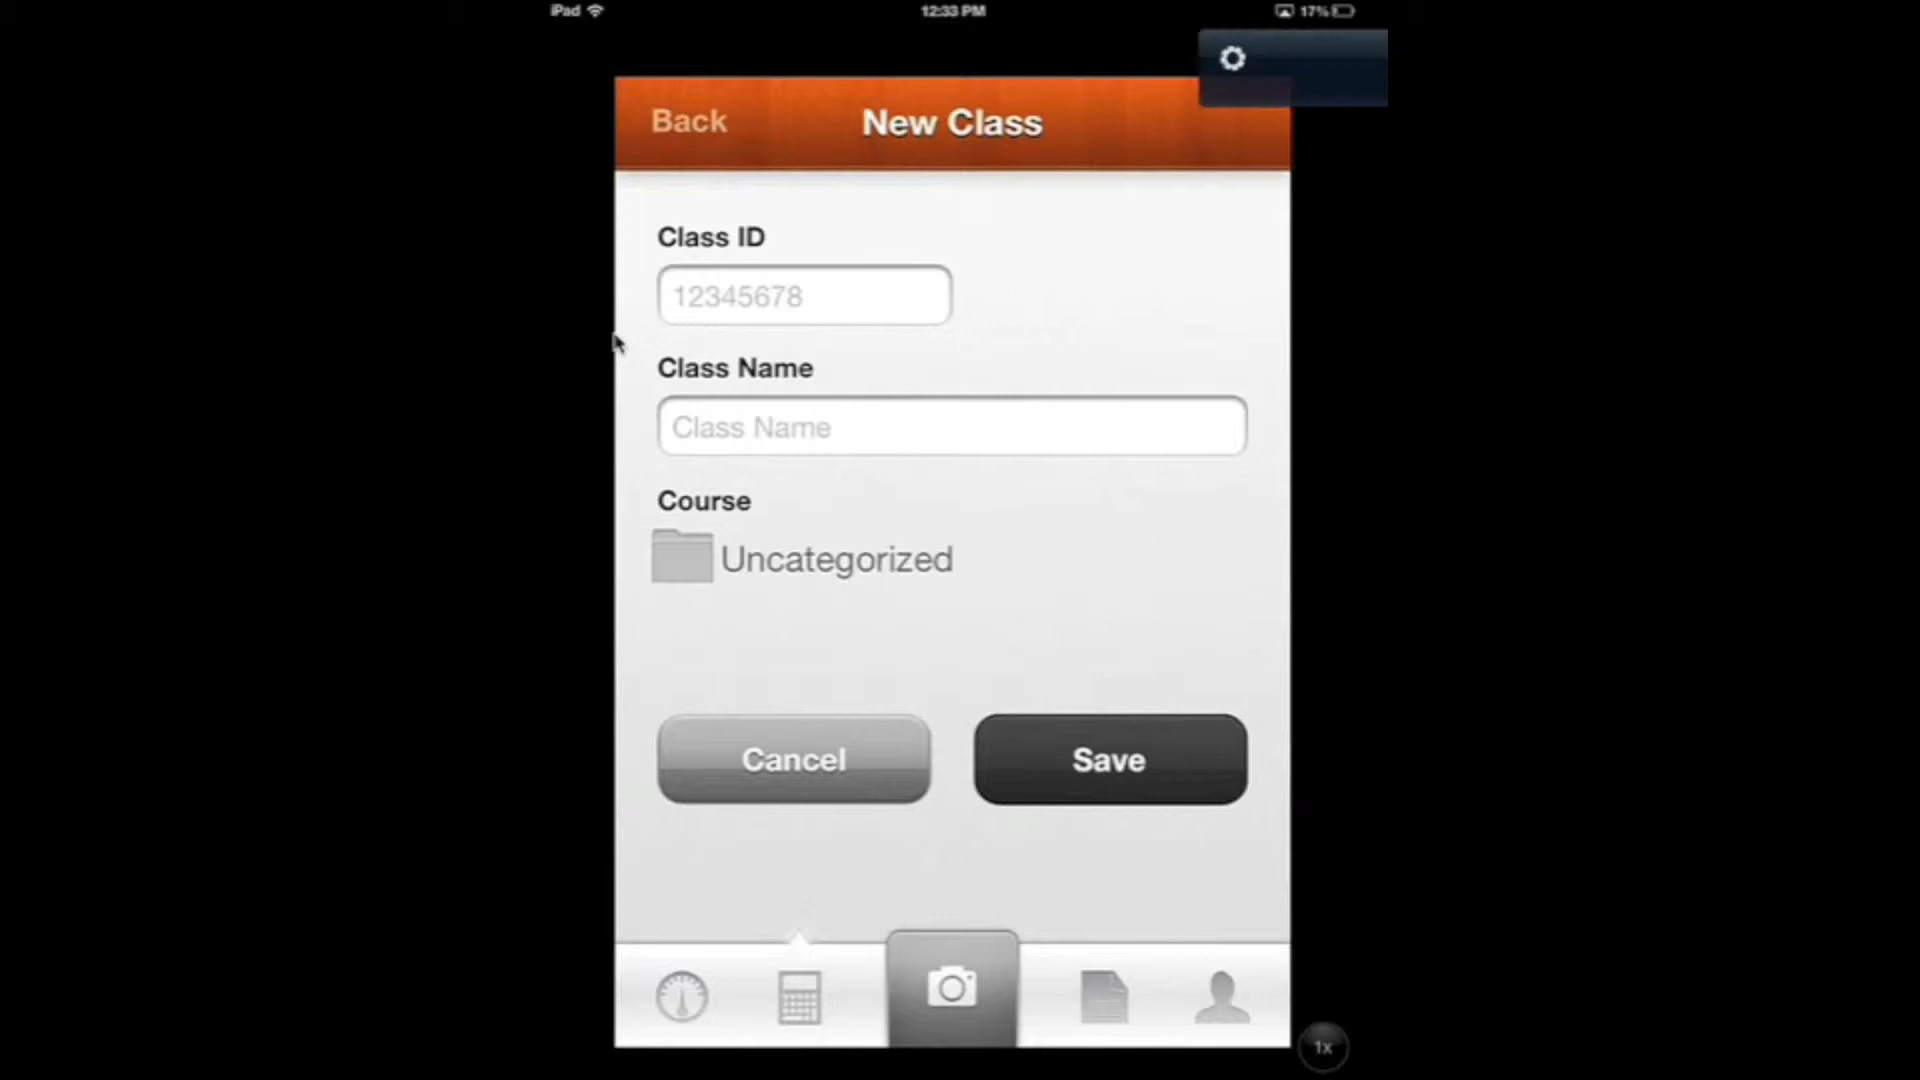 iPad 12:33 PM 17%
Back New Class
Class ID
12345678
Class Name
Class Name
Course
Uncategorized
Cancel Save
1x